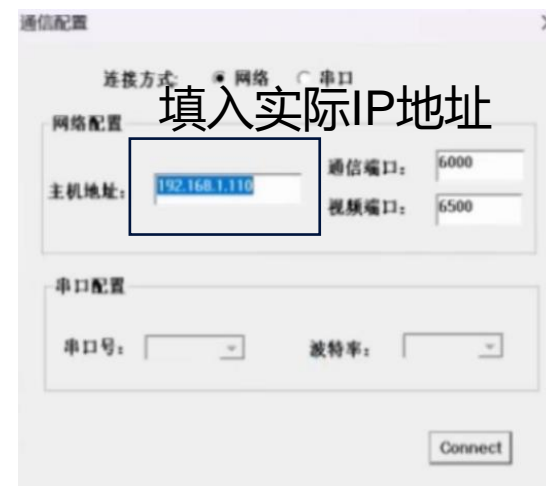 通信配置
连接方式: 网络 串口
填入实际IP地址
网络配置
主机地址: 192.168.1.110
通信端口: 6000
视频端口: 6500
串口配置
串口号: 波特率:
Connect